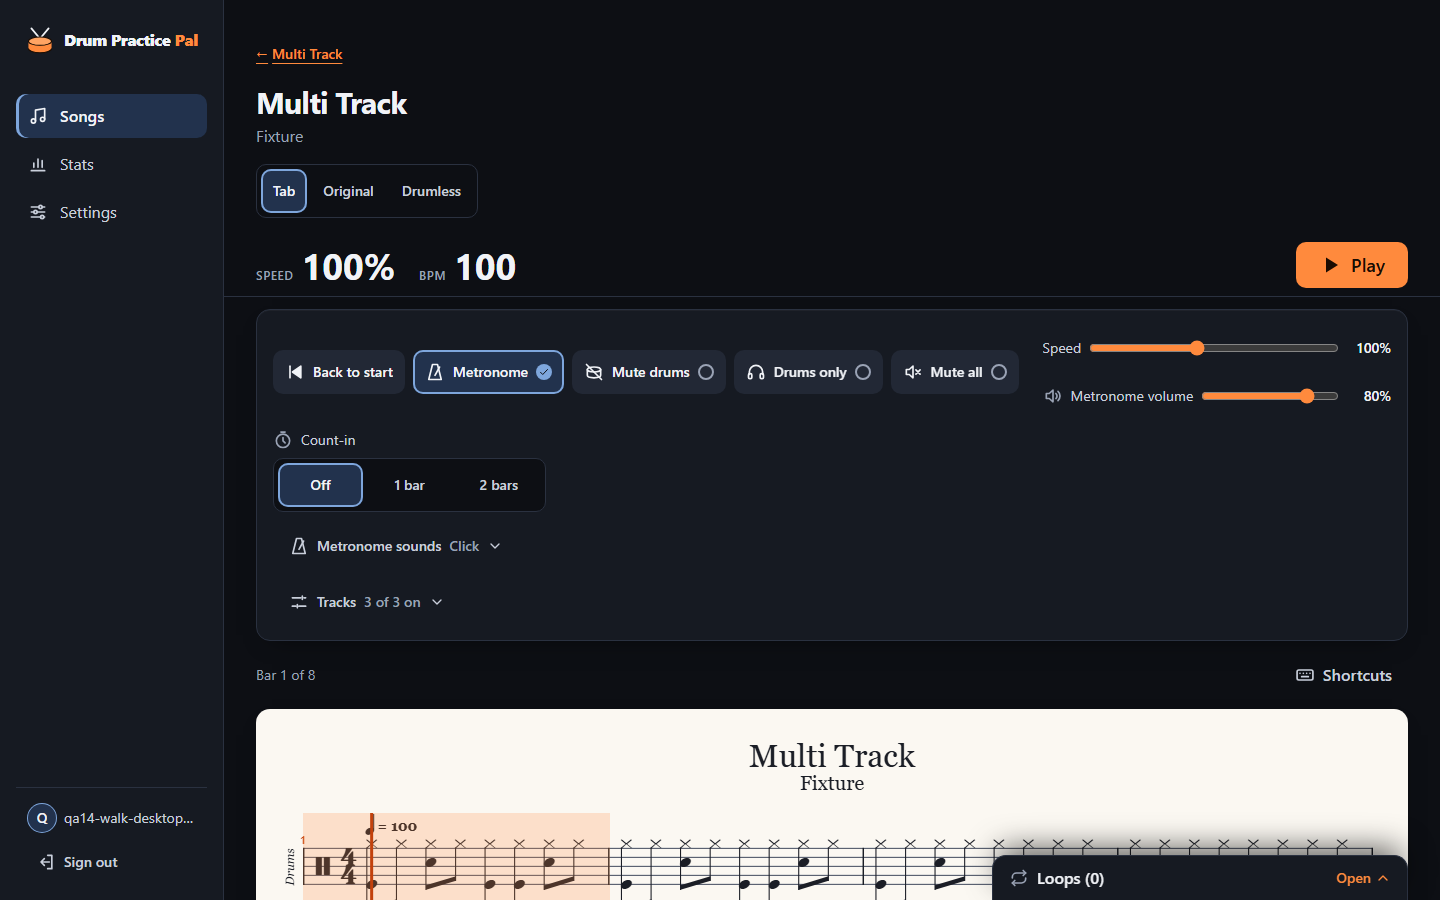 Drum Practice Pal
Songs
Stats
Settings
qa14-walk-desktop...
Q
Sign out
← Multi Track
Multi Track
Fixture
Tab Original Drumless
SPEED 100% BPM 100
Play
Back to start Metronome Mute drums Drums only Mute all
Speed 100%
Metronome volume 80%
Count-in
Off 1 bar 2 bars
Metronome sounds Click
Tracks 3 of 3 on
Bar 1 of 8
Shortcuts
Multi Track
Fixture
= 100
1
Drums
4
4
Loops (0) Open